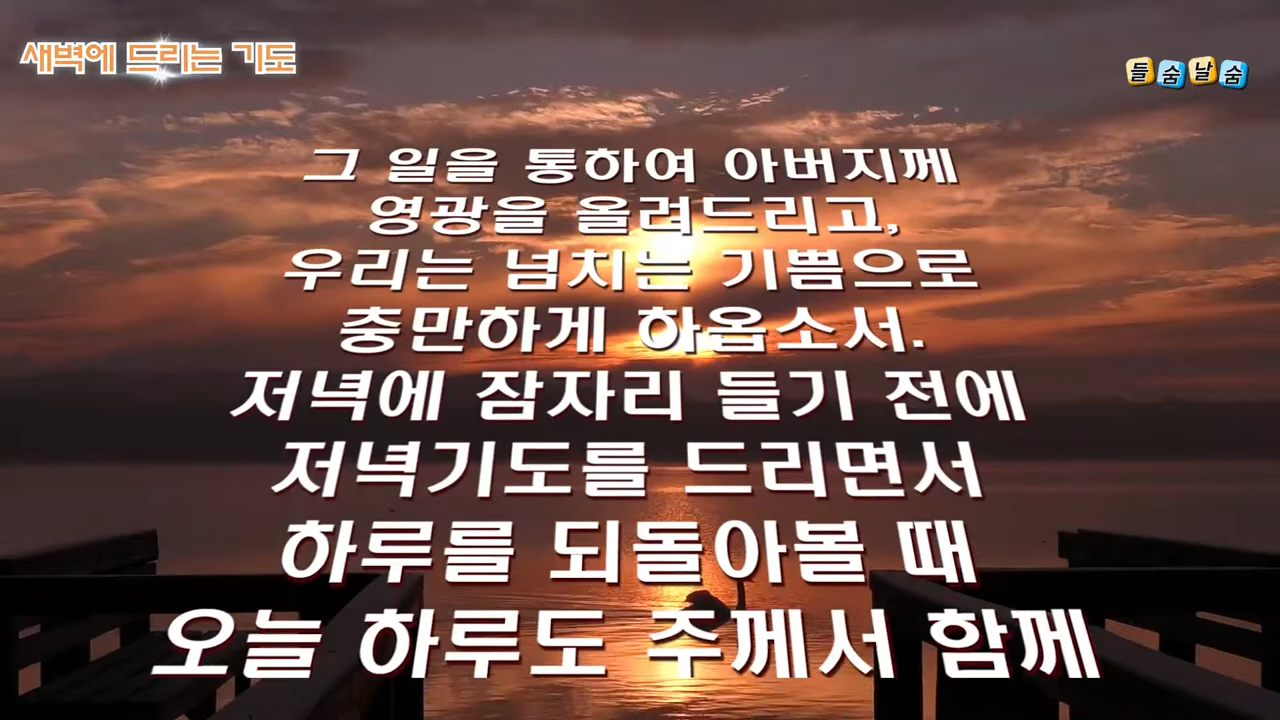 새벽에 드리는 기도
들숨날숨
그 일을 통하여 아버지께
영광을 올려드리고,
우리는 넘치는 기쁨으로
충만하게 하옵소서.
저녁에 잠자리 들기 전에
저녁기도를 드리면서
하루를 되돌아볼 때
오늘 하루도 주께서 함께